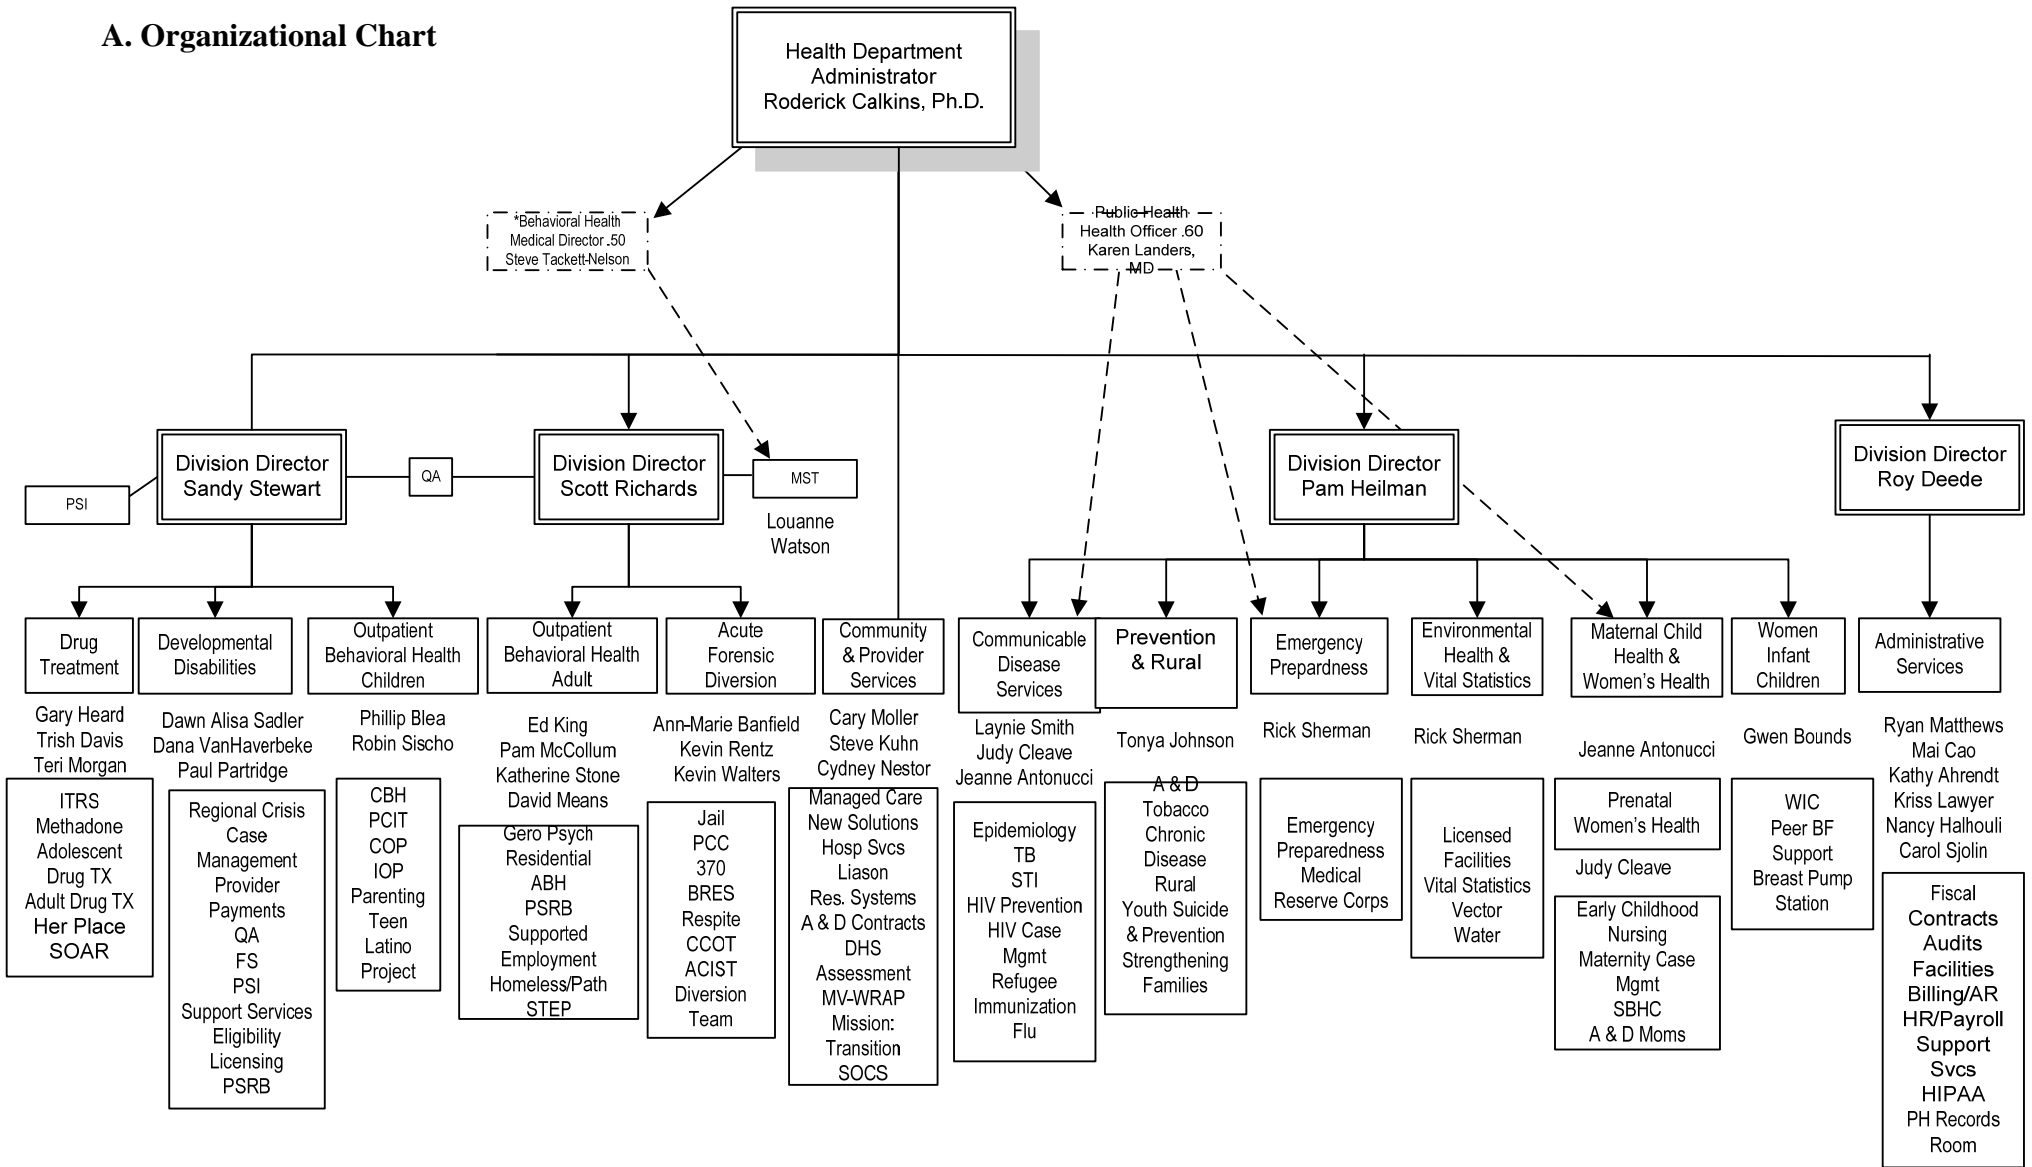 A. Organizational Chart
Health Department
Administrator
Roderick Calkins, Ph.D.
*Behavioral Health
Medical Director .50
Steve Tackett-Nelson
Public Health
Health Officer .60
Karen Landers,
MD
PSI
Division Director
Sandy Stewart
QA
Division Director
Scott Richards
MST
Louanne
Watson
Division Director
Pam Heilman
Division Director
Roy Deede
Drug
Treatment
Gary Heard
Trish Davis
Teri Morgan
ITRS
Methadone
Adolescent
Drug TX
Adult Drug TX
Her Place
SOAR
Developmental
Disabilities
Dawn Alisa Sadler
Dana VanHaverbeke
Paul Partridge
Regional Crisis
Case
Management
Provider
Payments
QA
FS
PSI
Support Services
Eligibility
Licensing
PSRB
Outpatient
Behavioral Health
Children
Phillip Blea
Robin Sischo
CBH
PCIT
COP
IOP
Parenting
Teen
Latino
Project
Outpatient
Behavioral Health
Adult
Ed King
Pam McCollum
Katherine Stone
David Means
Gero Psych
Residential
ABH
PSRB
Supported
Employment
Homeless/Path
STEP
Acute
Forensic
Diversion
Ann-Marie Banfield
Kevin Rentz
Kevin Walters
Jail
PCC
370
BRES
Respite
CCOT
ACIST
Diversion
Team
Community
& Provider
Services
Cary Moller
Steve Kuhn
Cydney Nestor
Managed Care
New Solutions
Hosp Svcs
Liason
Res. Systems
A & D Contracts
DHS
Assessment
MV-WRAP
Mission:
Transition
SOCS
Communicable
Disease
Services
Laynie Smith
Judy Cleave
Jeanne Antonucci
Epidemiology
TB
STI
HIV Prevention
HIV Case
Mgmt
Refugee
Immunization
Flu
Prevention
& Rural
Tonya Johnson
A & D
Tobacco
Chronic
Disease
Rural
Youth Suicide
& Prevention
Strengthening
Families
Emergency
Prepardness
Rick Sherman
Emergency
Preparedness
Medical
Reserve Corps
Environmental
Health &
Vital Statistics
Rick Sherman
Licensed
Facilities
Vital Statistics
Vector
Water
Maternal Child
Health &
Women's Health
Jeanne Antonucci
Prenatal
Women's Health
Judy Cleave
Early Childhood
Nursing
Maternity Case
Mgmt
SBHC
A & D Moms
Women
Infant
Children
Gwen Bounds
WIC
Peer BF
Support
Breast Pump
Station
Administrative
Services
Ryan Matthews
Mai Cao
Kathy Ahrendt
Kriss Lawyer
Nancy Halhouli
Carol Sjolin
Fiscal
Contracts
Audits
Facilities
Billing/AR
HR/Payroll
Support
Svcs
HIPAA
PH Records
Room